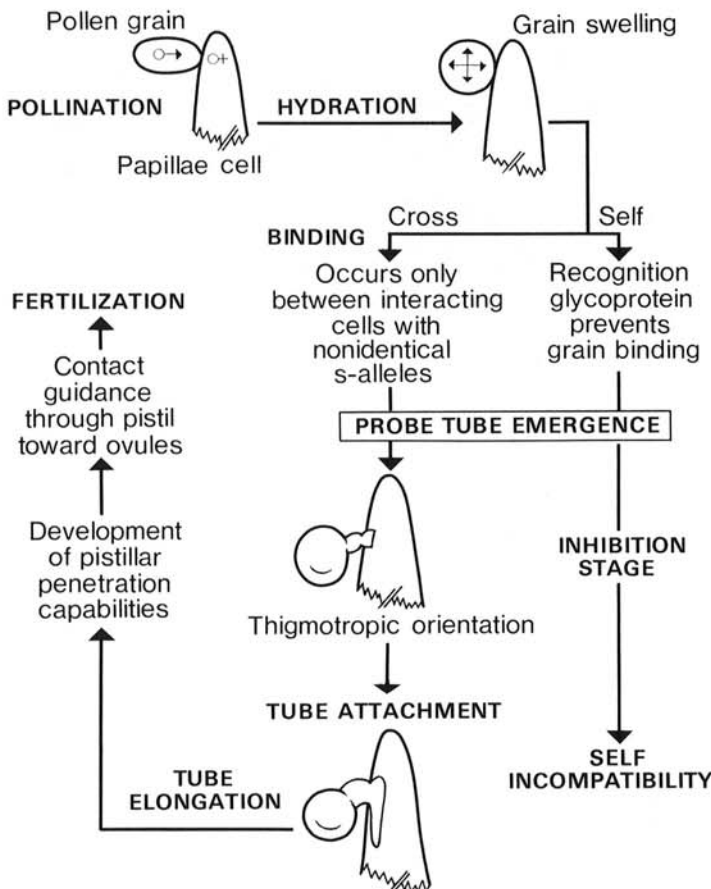 Pollen grain
Grain swelling
POLLINATION
HYDRATION
Papillae cell
Cross
Self
BINDING
Occurs only
between interacting
cells with
nonidentical
s-alleles
Recognition
glycoprotein
prevents
grain binding
PROBE TUBE EMERGENCE
Thigmotropic orientation
INHIBITION
STAGE
TUBE ATTACHMENT
SELF
INCOMPATIBILITY
TUBE
ELONGATION
Development
of pistillar
penetration
capabilities
Contact
guidance
through pistil
toward ovules
FERTILIZATION